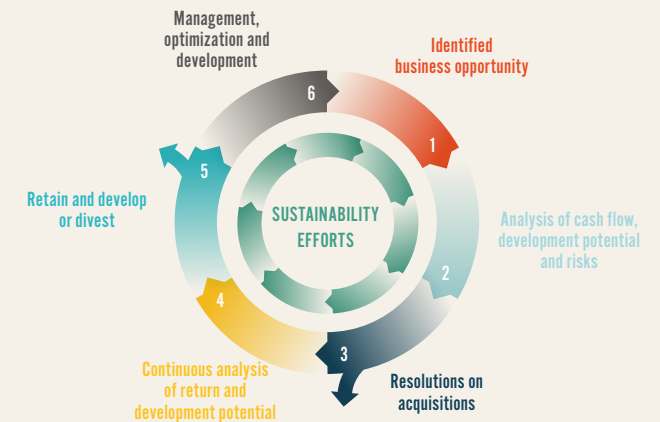 Management,
optimization and
development
6
Identified
business opportunity
1
Analysis of cash flow,
development potential
and risks
2
Resolutions on
acquisitions
3
Continuous analysis
of return and
development potential
4
Retain and develop
or divest
5
SUSTAINABILITY
EFFORTS